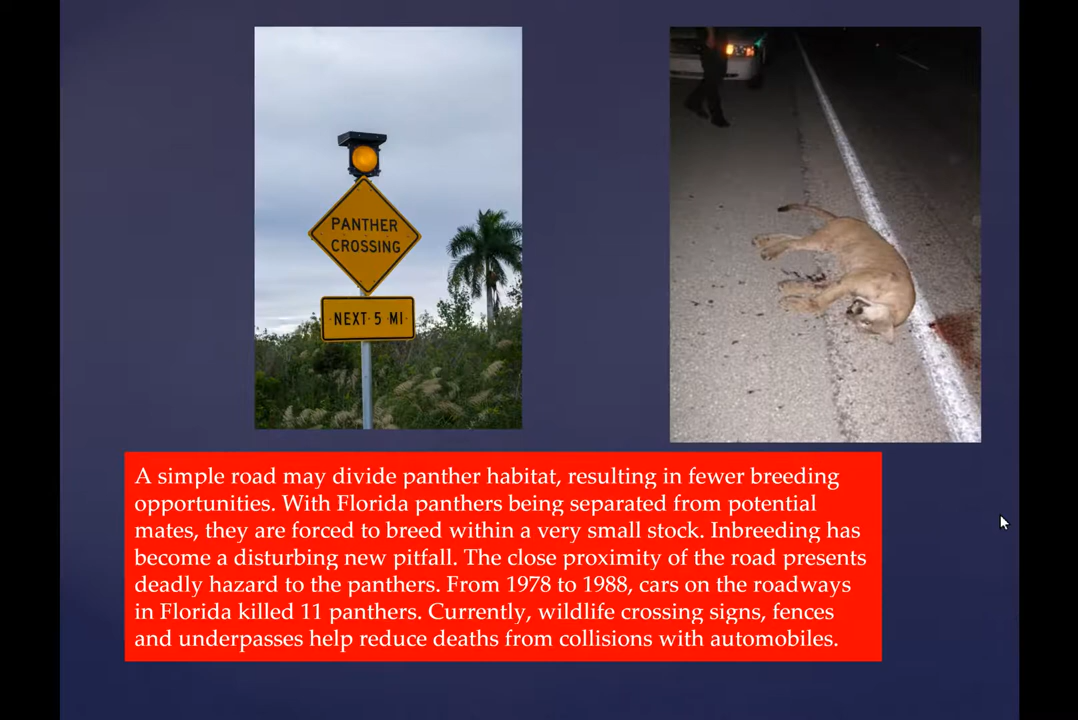 PANTHER
CROSSING
NEXT 5 MI
A simple road may divide panther habitat, resulting in fewer breeding
opportunities. With Florida panthers being separated from potential
mates, they are forced to breed within a very small stock. Inbreeding has
become a disturbing new pitfall. The close proximity of the road presents
deadly hazard to the panthers. From 1978 to 1988, cars on the roadways
in Florida killed 11 panthers. Currently, wildlife crossing signs, fences
and underpasses help reduce deaths from collisions with automobiles.